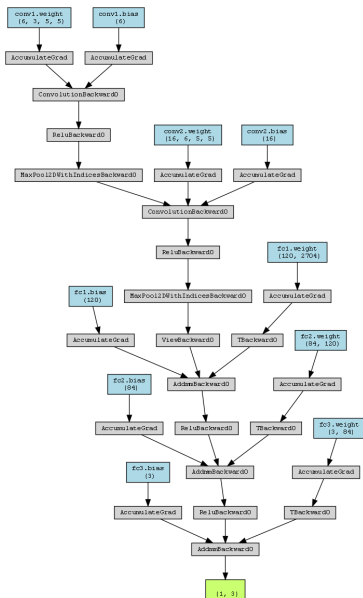 conv1.weight
(6, 3, 5, 5)
conv1.bias
(6)
AccumulateGrad
AccumulateGrad
ConvolutionBackward0
ReluBackward0
conv2.weight
(16, 6, 5, 5)
conv2.bias
(16)
MaxPool2DWithIndicesBackward0
AccumulateGrad
AccumulateGrad
ConvolutionBackward0
ReluBackward0
fc1.weight
(120, 2704)
fc1.bias
(120)
MaxPool2DWithIndicesBackward0
AccumulateGrad
AccumulateGrad
ViewBackward0
TBackward0
fc2.weight
(84, 120)
fc2.bias
(84)
AddmmBackward0
AccumulateGrad
AccumulateGrad
ReluBackward0
TBackward0
fc3.weight
(3, 84)
fc3.bias
(3)
AddmmBackward0
AccumulateGrad
AccumulateGrad
ReluBackward0
TBackward0
AddmmBackward0
(1, 3)